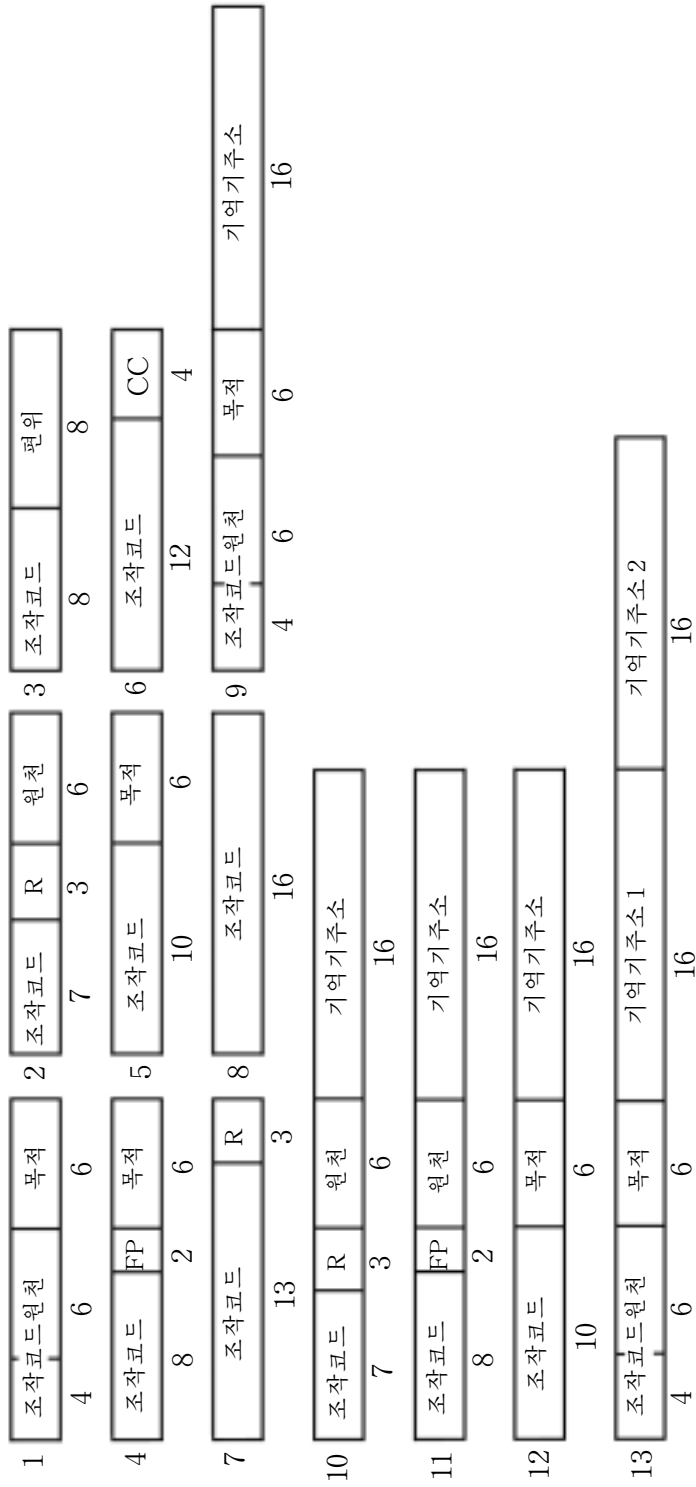 1 조작코드 원천 목적
4 6 6
2 조작코드 R 원천
7 3 6
3 조작코드 편위
8 8
4 조작코드 FP 목적
8 2 6
5 조작코드 목적
10 6
6 조작코드 CC
12 4
7 조작코드 R
13 3
8 조작코드
16
9 조작코드 원천 목적 기억기주소
4 6 6 16
10 조작코드 R 원천 기억기주소
7 3 6 16
11 조작코드 FP 원천 기억기주소
8 2 6 16
12 조작코드 목적 기억기주소
10 6 16
13 조작코드 원천 목적 기억기주소1 기억기주소2
4 6 6 16 16